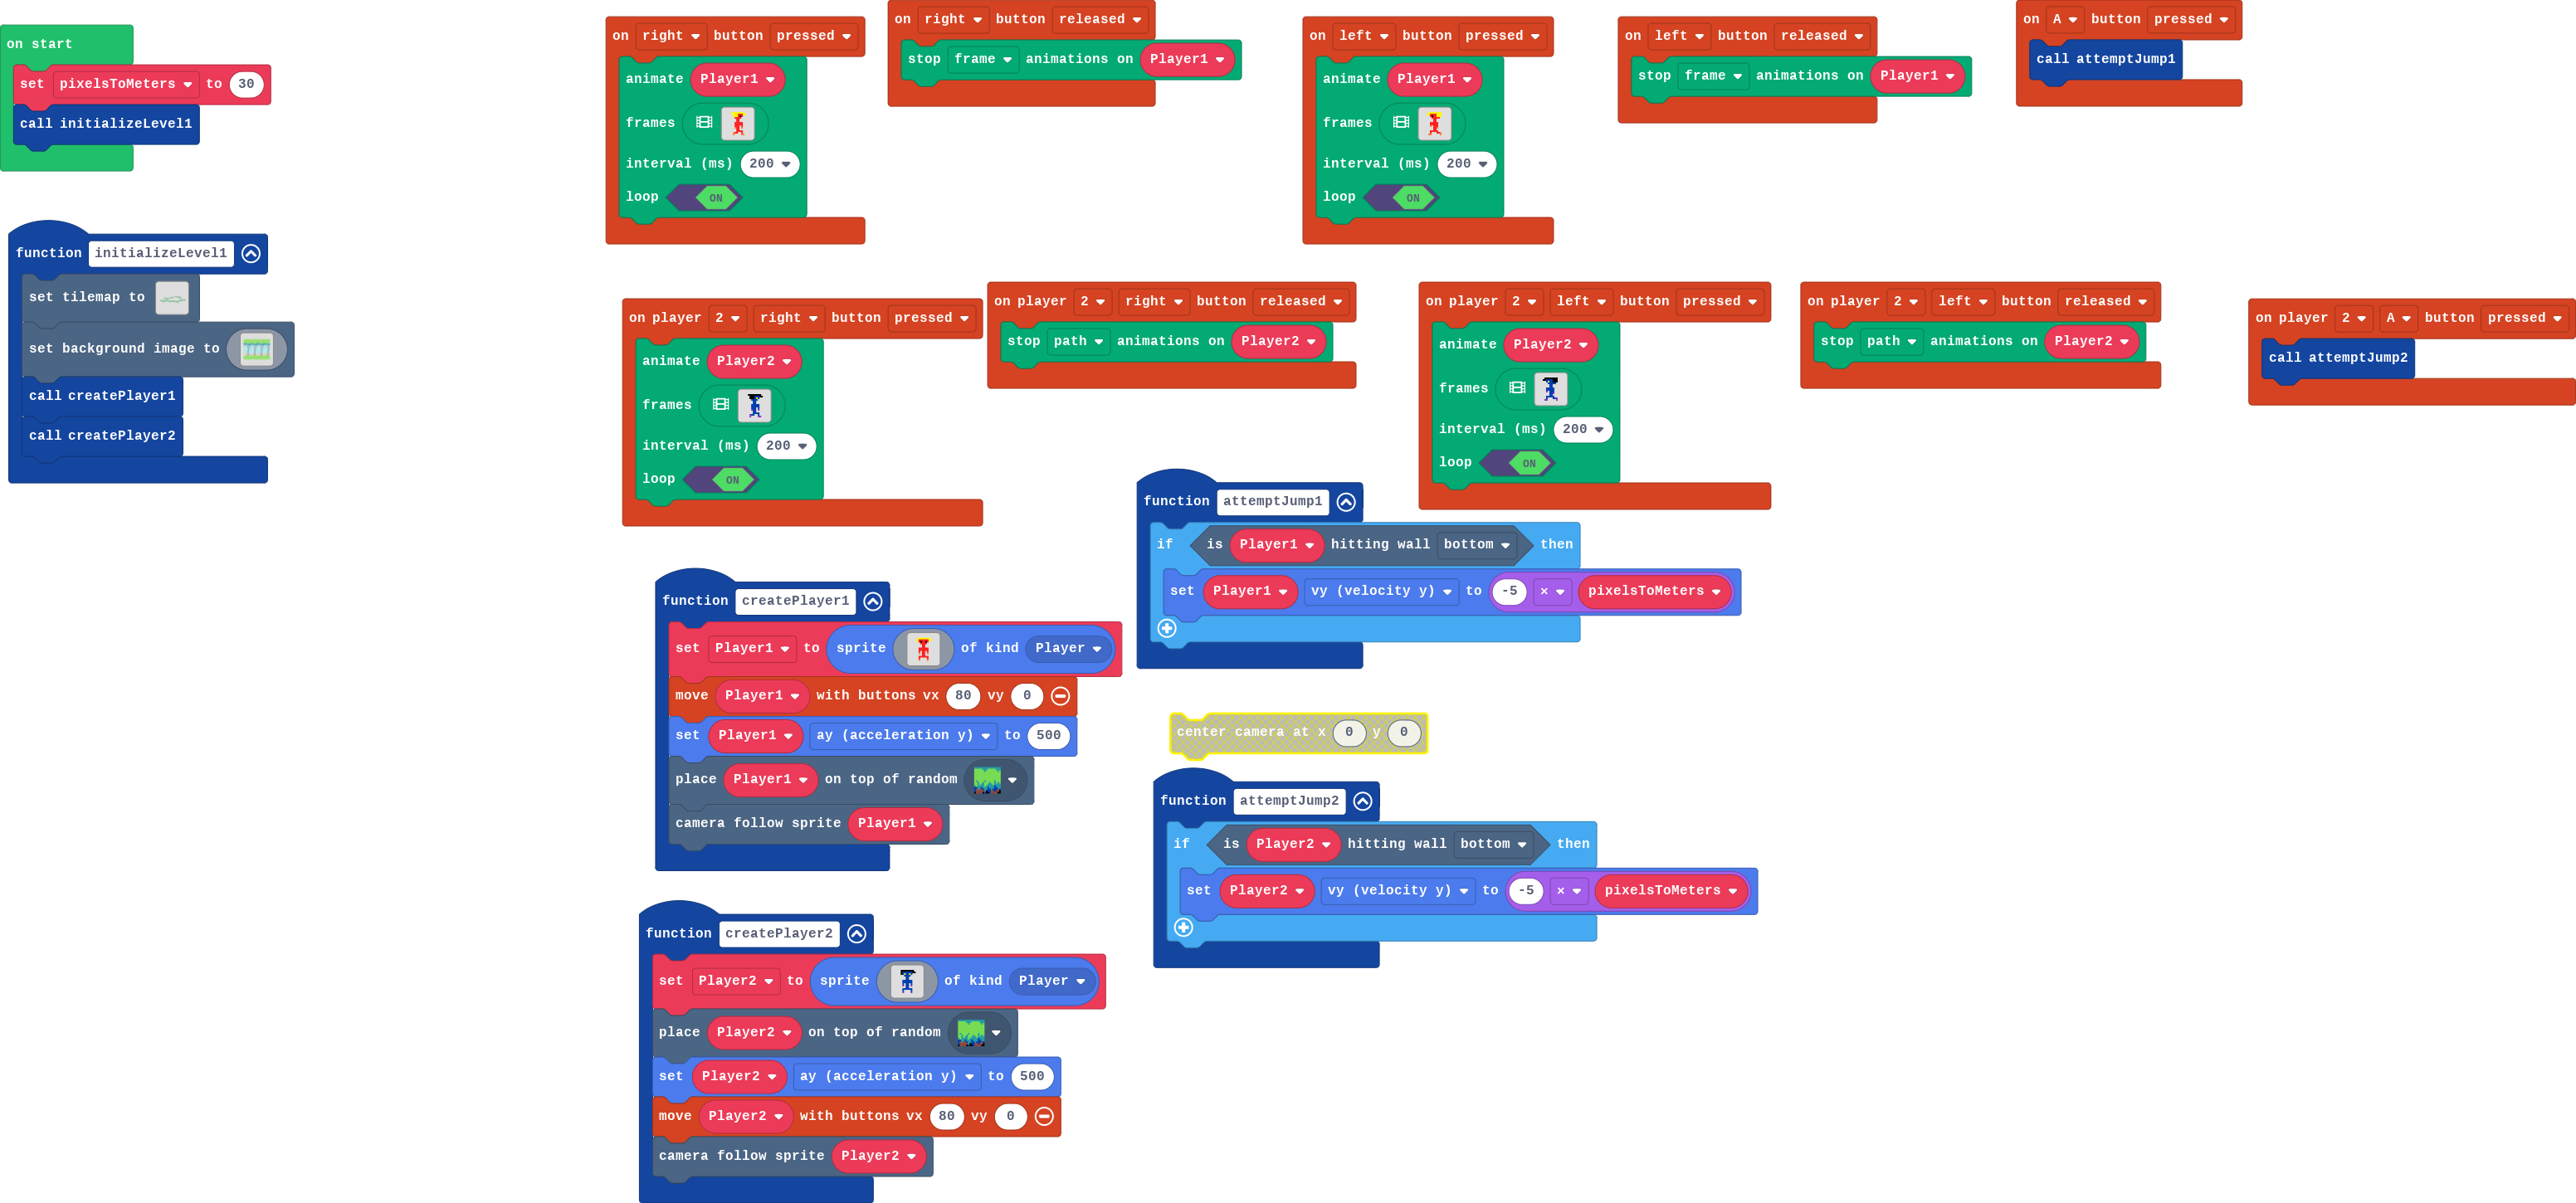 on start
set pixelsToMeters to 30
call initializeLevel1
function initializeLevel1
set tilemap to
set background image to
call createPlayer1
call createPlayer2
on right button pressed
animate Player1
frames
interval (ms) 200
loop ON
on right button released
stop frame animations on Player1
on left button pressed
animate Player1
frames
interval (ms) 200
loop ON
on left button released
stop frame animations on Player1
on A button pressed
call attemptJump1
on player 2 right button pressed
animate Player2
frames
interval (ms) 200
loop ON
on player 2 right button released
stop path animations on Player2
on player 2 left button pressed
animate Player2
frames
interval (ms) 200
loop ON
on player 2 left button released
stop path animations on Player2
on player 2 A button pressed
call attemptJump2
function attemptJump1
if is Player1 hitting wall bottom then
set Player1 vy (velocity y) to -5 × pixelsToMeters
function createPlayer1
set Player1 to sprite of kind Player
move Player1 with buttons vx 80 vy 0
set Player1 ay (acceleration y) to 500
place Player1 on top of random
camera follow sprite Player1
center camera at x 0 y 0
function attemptJump2
if is Player2 hitting wall bottom then
set Player2 vy (velocity y) to -5 × pixelsToMeters
function createPlayer2
set Player2 to sprite of kind Player
place Player2 on top of random
set Player2 ay (acceleration y) to 500
move Player2 with buttons vx 80 vy 0
camera follow sprite Player2